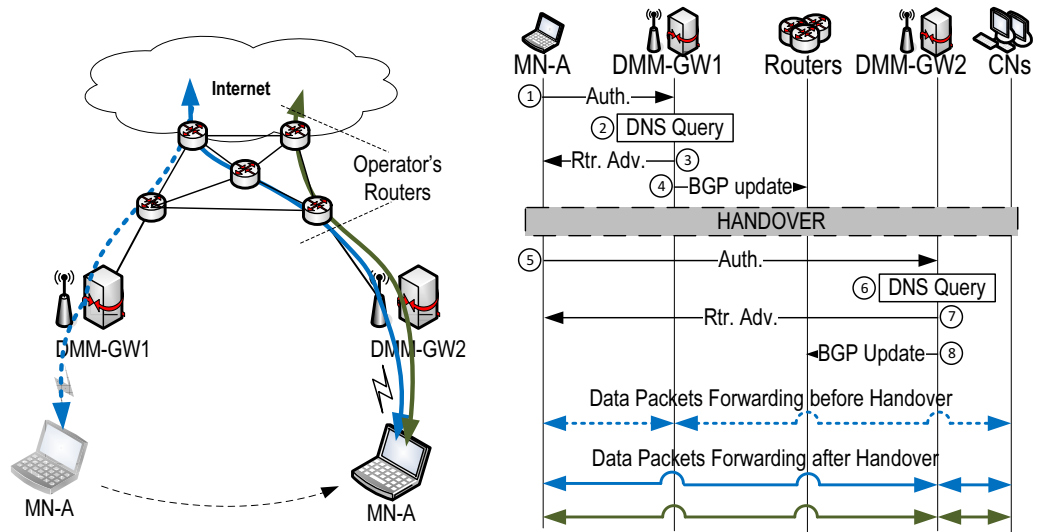 Internet
Operator's
Routers
DMM-GW1
DMM-GW2
MN-A
MN-A
MN-A
DMM-GW1
Routers
DMM-GW2
CNs
1
Auth.
2
DNS Query
Rtr. Adv.
3
4
BGP update
HANDOVER
5
Auth.
6
DNS Query
Rtr. Adv.
7
BGP Update
8
Data Packets Forwarding before Handover
Data Packets Forwarding after Handover